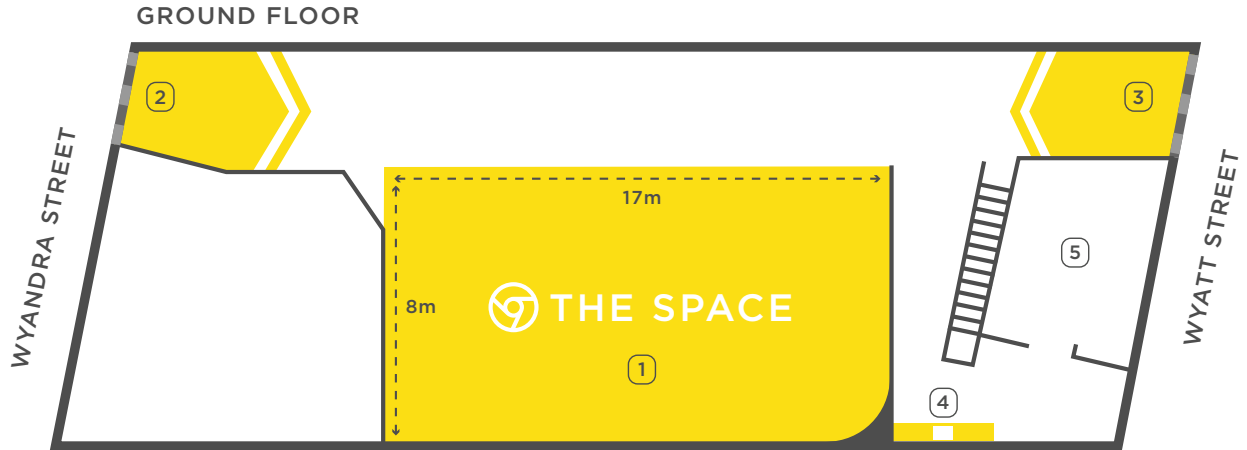 GROUND FLOOR
2
3
17m
WYANDRA STREET
WYATT STREET
5
8m
THE SPACE
1
4